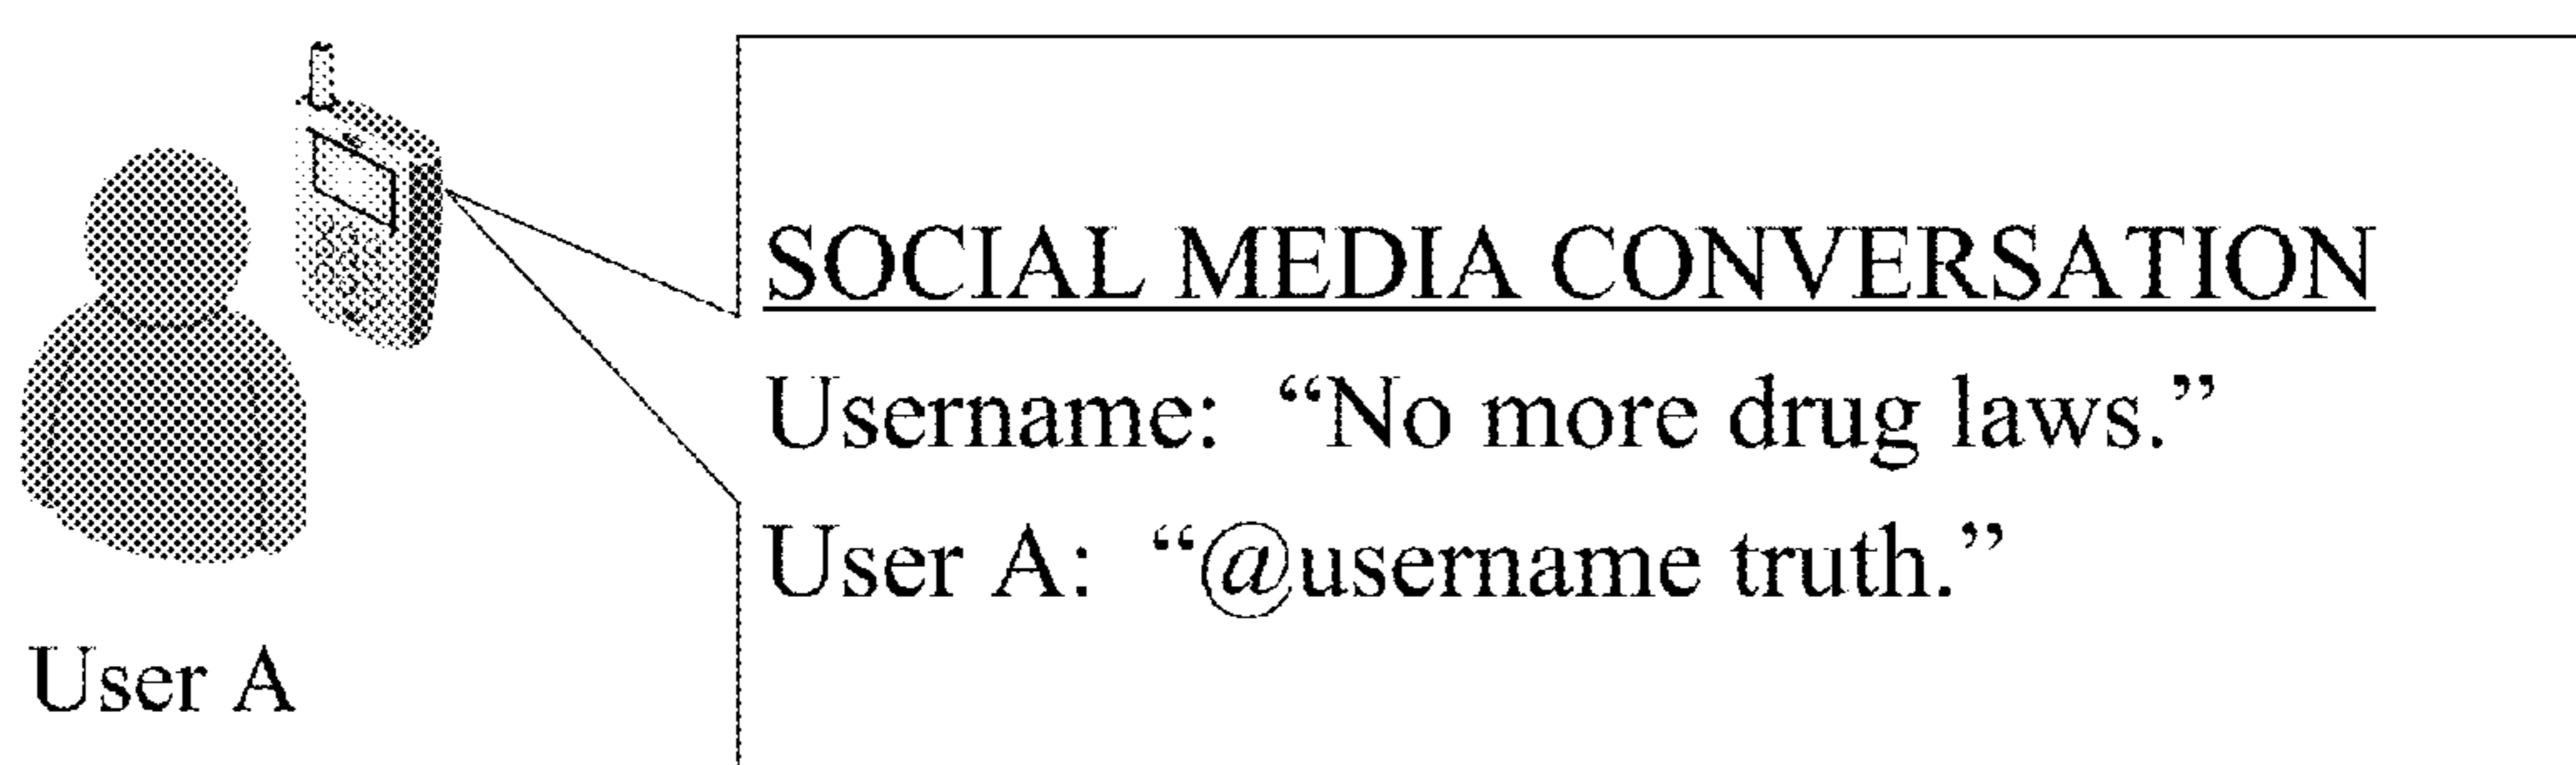 SOCIAL MEDIA CONVERSATION
Username: “No more drug laws.”
User A: “@username truth.”
User A